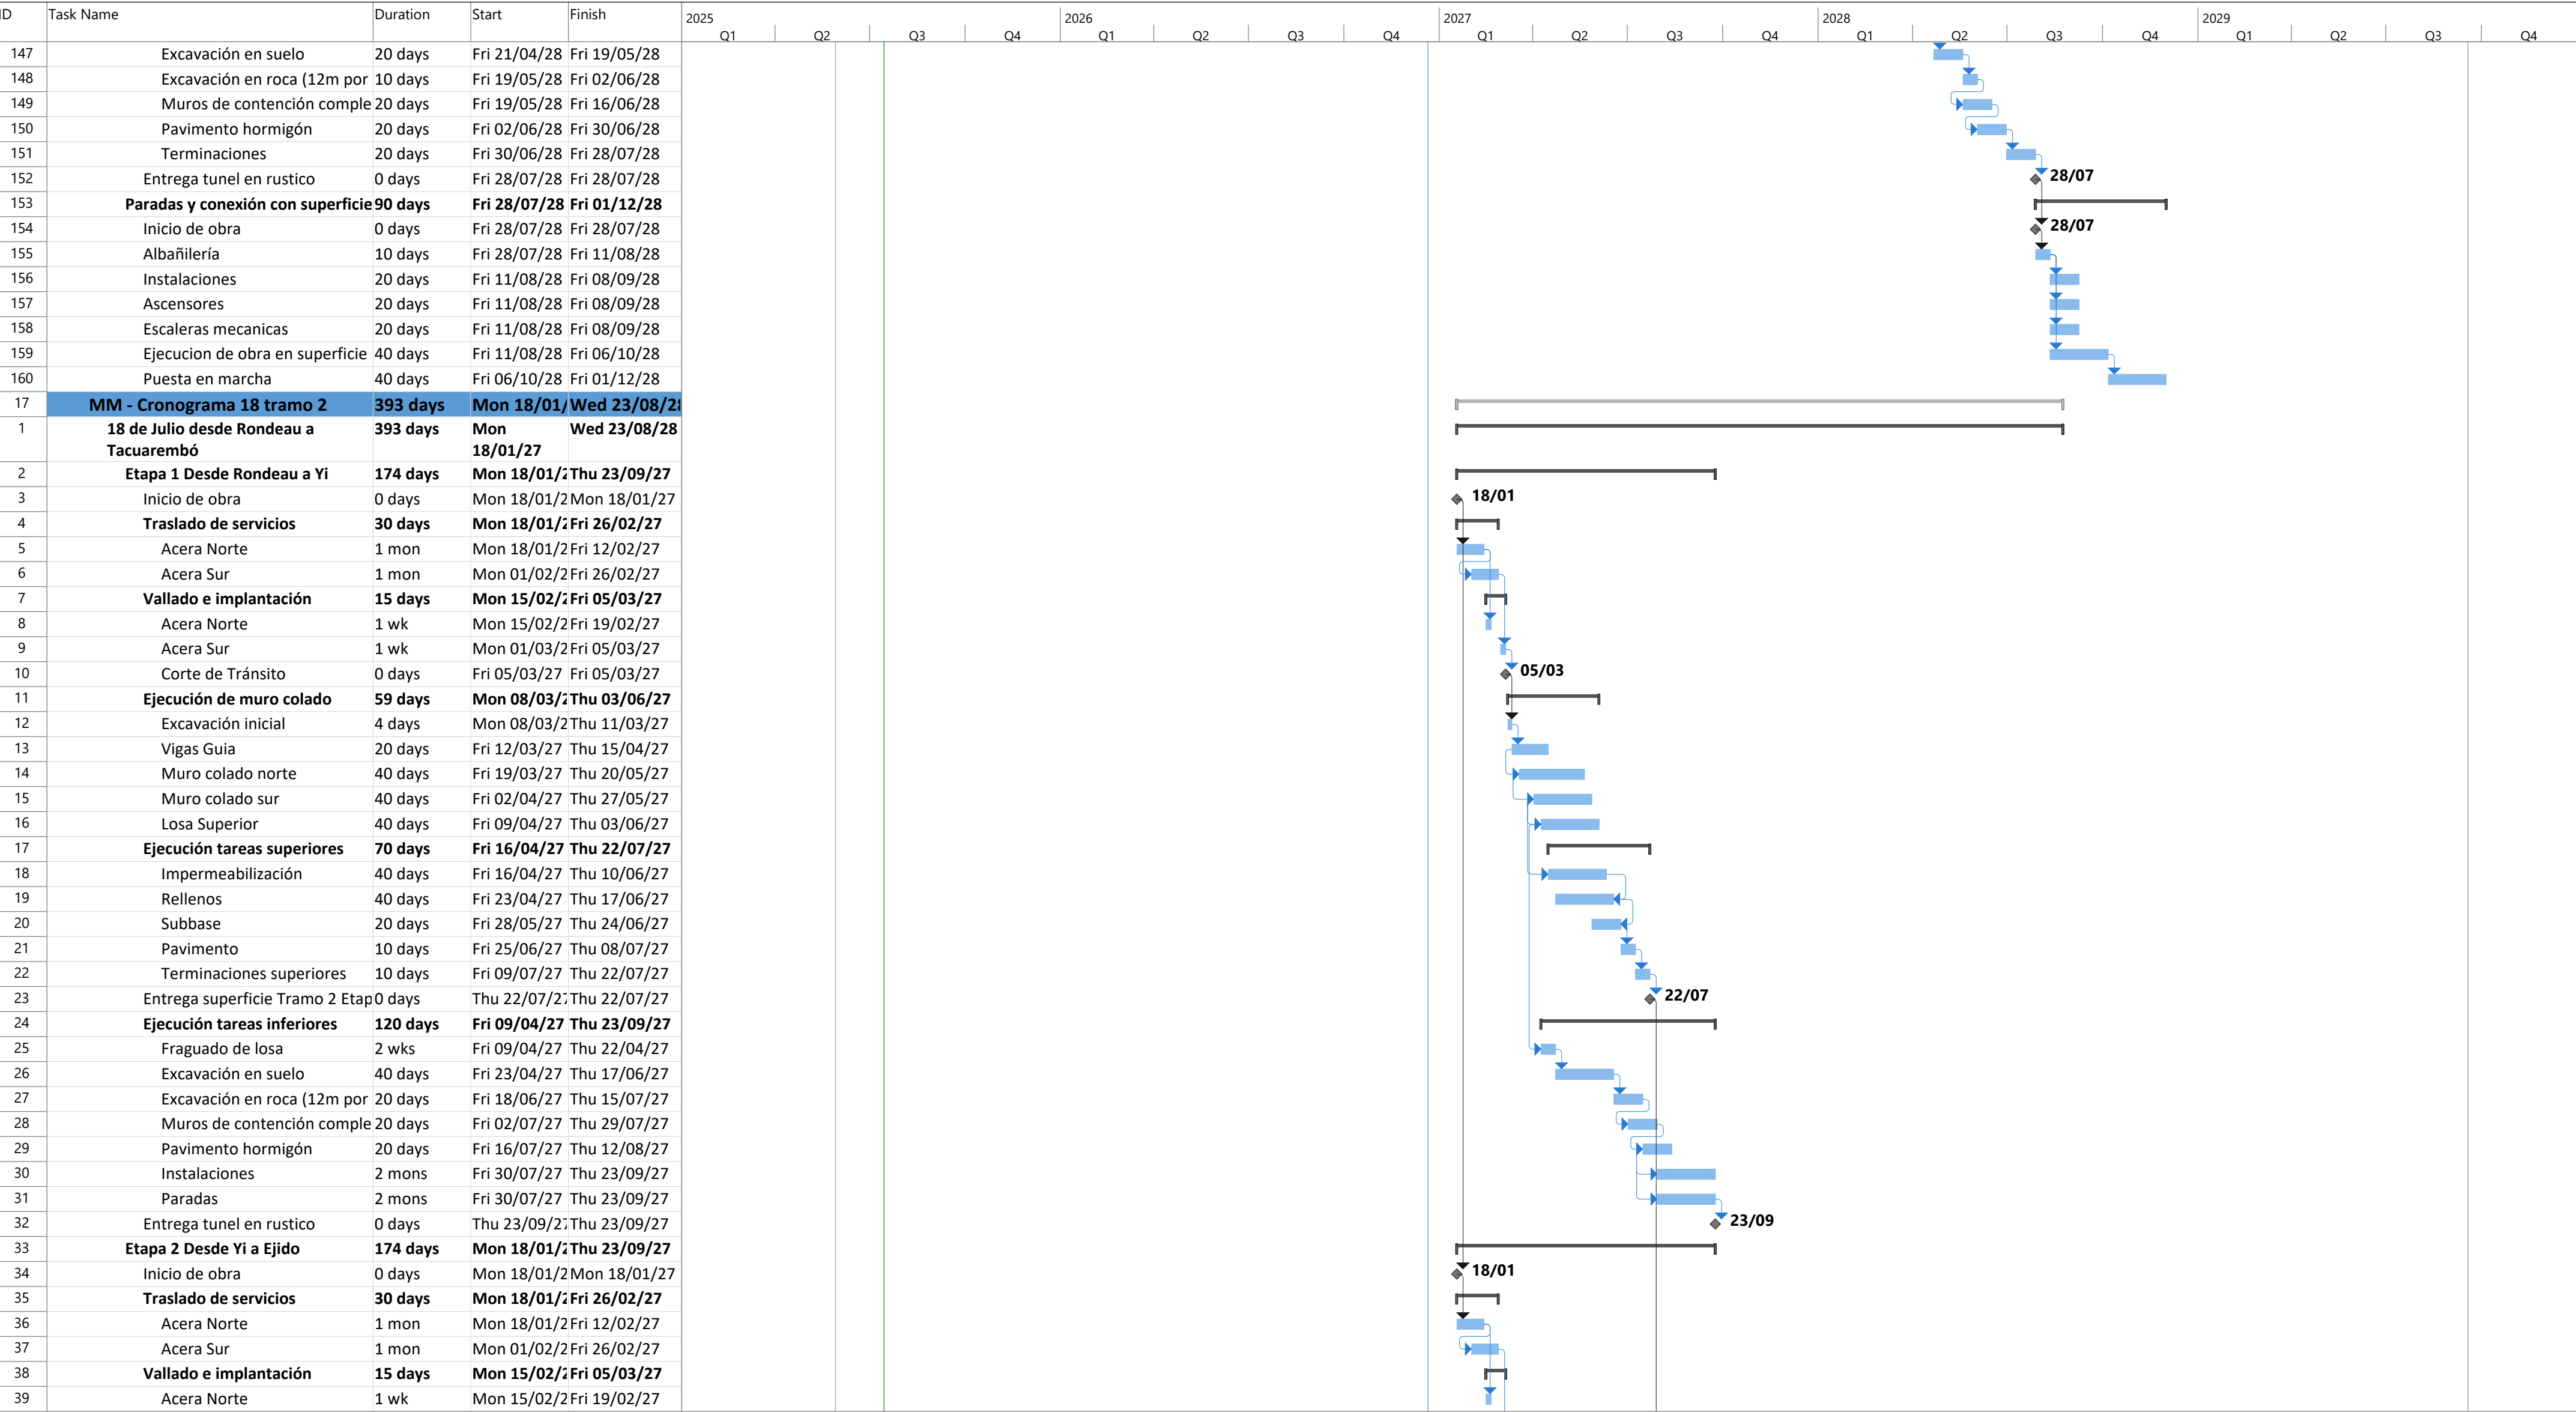 ID Task Name Duration Start Finish 2025 2026 2027 2028 2029
Q1 Q2 Q3 Q4 Q1 Q2 Q3 Q4 Q1 Q2 Q3 Q4 Q1 Q2 Q3 Q4 Q1 Q2 Q3 Q4
147 Excavación en suelo 20 days Fri 21/04/28 Fri 19/05/28
148 Excavación en roca (12m por 10 days Fri 19/05/28 Fri 02/06/28
149 Muros de contención comple 20 days Fri 19/05/28 Fri 16/06/28
150 Pavimento hormigón 20 days Fri 02/06/28 Fri 30/06/28
151 Terminaciones 20 days Fri 30/06/28 Fri 28/07/28
152 Entrega tunel en rustico 0 days Fri 28/07/28 Fri 28/07/28 28/07
153 Paradas y conexión con superficie 90 days Fri 28/07/28 Fri 01/12/28
154 Inicio de obra 0 days Fri 28/07/28 Fri 28/07/28 28/07
155 Albañilería 10 days Fri 28/07/28 Fri 11/08/28
156 Instalaciones 20 days Fri 11/08/28 Fri 08/09/28
157 Ascensores 20 days Fri 11/08/28 Fri 08/09/28
158 Escaleras mecanicas 20 days Fri 11/08/28 Fri 08/09/28
159 Ejecucion de obra en superficie 40 days Fri 11/08/28 Fri 06/10/28
160 Puesta en marcha 40 days Fri 06/10/28 Fri 01/12/28
17 MM - Cronograma 18 tramo 2 393 days Mon 18/01/ Wed 23/08/28
1 18 de Julio desde Rondeau a 393 days Mon Wed 23/08/28
Tacuarembó 18/01/27
2 Etapa 1 Desde Rondeau a Yi 174 days Mon 18/01/2 Thu 23/09/27
3 Inicio de obra 0 days Mon 18/01/2 Mon 18/01/27 18/01
4 Traslado de servicios 30 days Mon 18/01/2 Fri 26/02/27
5 Acera Norte 1 mon Mon 18/01/2 Fri 12/02/27
6 Acera Sur 1 mon Mon 01/02/2 Fri 26/02/27
7 Vallado e implantación 15 days Mon 15/02/2 Fri 05/03/27
8 Acera Norte 1 wk Mon 15/02/2 Fri 19/02/27
9 Acera Sur 1 wk Mon 01/03/2 Fri 05/03/27
10 Corte de Tránsito 0 days Fri 05/03/27 Fri 05/03/27 05/03
11 Ejecución de muro colado 59 days Mon 08/03/2 Thu 03/06/27
12 Excavación inicial 4 days Mon 08/03/2 Thu 11/03/27
13 Vigas Guia 20 days Fri 12/03/27 Thu 15/04/27
14 Muro colado norte 40 days Fri 19/03/27 Thu 20/05/27
15 Muro colado sur 40 days Fri 02/04/27 Thu 27/05/27
16 Losa Superior 40 days Fri 09/04/27 Thu 03/06/27
17 Ejecución tareas superiores 70 days Fri 16/04/27 Thu 22/07/27
18 Impermeabilización 40 days Fri 16/04/27 Thu 10/06/27
19 Rellenos 40 days Fri 23/04/27 Thu 17/06/27
20 Subbase 20 days Fri 28/05/27 Thu 24/06/27
21 Pavimento 10 days Fri 25/06/27 Thu 08/07/27
22 Terminaciones superiores 10 days Fri 09/07/27 Thu 22/07/27
23 Entrega superficie Tramo 2 Etap 0 days Thu 22/07/27 Thu 22/07/27 22/07
24 Ejecución tareas inferiores 120 days Fri 09/04/27 Thu 23/09/27
25 Fraguado de losa 2 wks Fri 09/04/27 Thu 22/04/27
26 Excavación en suelo 40 days Fri 23/04/27 Thu 17/06/27
27 Excavación en roca (12m por 20 days Fri 18/06/27 Thu 15/07/27
28 Muros de contención comple 20 days Fri 02/07/27 Thu 29/07/27
29 Pavimento hormigón 20 days Fri 16/07/27 Thu 12/08/27
30 Instalaciones 2 mons Fri 30/07/27 Thu 23/09/27
31 Paradas 2 mons Fri 30/07/27 Thu 23/09/27
32 Entrega tunel en rustico 0 days Thu 23/09/27 Thu 23/09/27 23/09
33 Etapa 2 Desde Yi a Ejido 174 days Mon 18/01/2 Thu 23/09/27
34 Inicio de obra 0 days Mon 18/01/2 Mon 18/01/27 18/01
35 Traslado de servicios 30 days Mon 18/01/2 Fri 26/02/27
36 Acera Norte 1 mon Mon 18/01/2 Fri 12/02/27
37 Acera Sur 1 mon Mon 01/02/2 Fri 26/02/27
38 Vallado e implantación 15 days Mon 15/02/2 Fri 05/03/27
39 Acera Norte 1 wk Mon 15/02/2 Fri 19/02/27